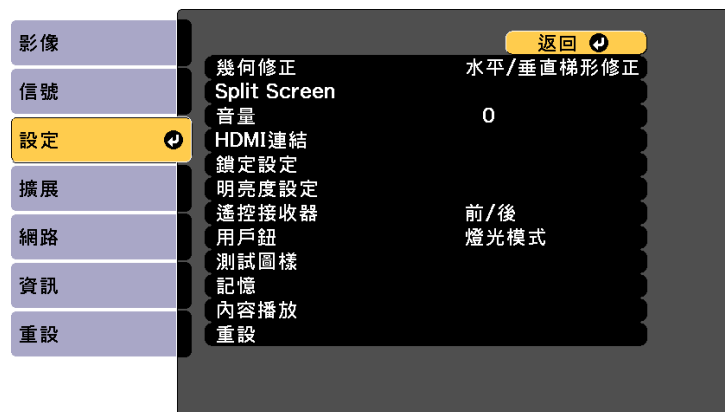 影像
信號
設定
擴展
網路
資訊
重設
返回
幾何修正 水平/垂直梯形修正
Split Screen
音量 0
HDMI連結
鎖定設定
明亮度設定
遙控接收器 前/後
用戶鈕 燈光模式
測試圖樣
記憶
內容播放
重設